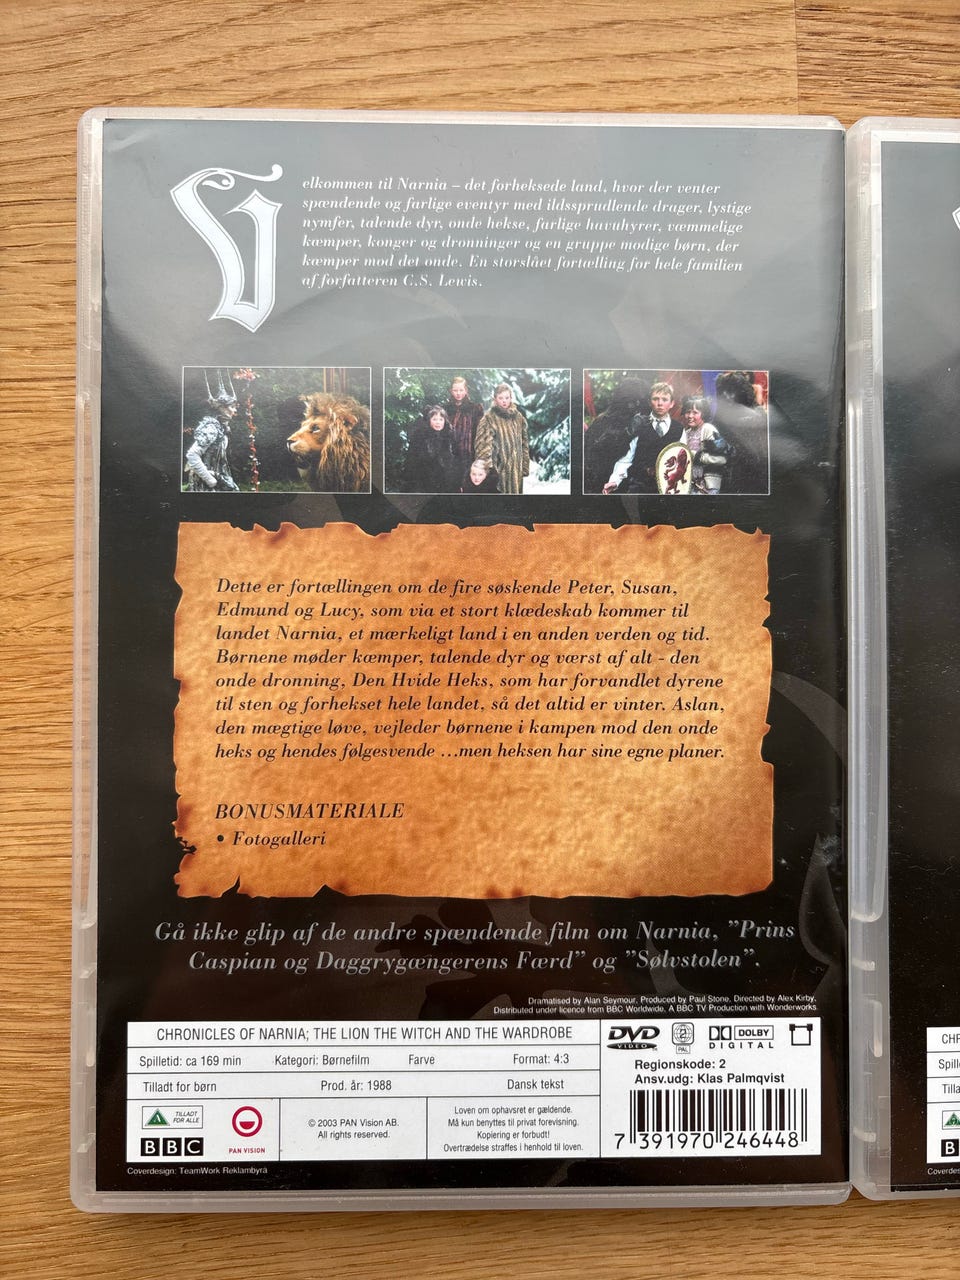 Velkommen til Narnia – det forheksede land, hvor der venter
spændende og farlige eventyr med ildssprudlende drager, lystige
nymfer, talende dyr, onde hekse, farlige havuhyrer, væmmelige
kæmper, konger og dronninger og en gruppe modige børn, der
kæmper mod det onde. En storslået fortælling for hele familien
af forfatteren C.S. Lewis.
Dette er fortællingen om de fire søskende Peter, Susan,
Edmund og Lucy, som via et stort klædeskab kommer til
landet Narnia, et mærkeligt land i en anden verden og tid.
Børnene møder kæmper, talende dyr og værst af alt - den
onde dronning, Den Hvide Heks, som har forvandlet dyrene
til sten og forhekset hele landet, så det altid er vinter. Aslan,
den mægtige løve, vejleder børnene i kampen mod den onde
heks og hendes følgesvende ...men heksen har sine egne planer.
BONUSMATERIALE
• Fotogalleri
Gå ikke glip af de andre spændende film om Narnia, ”Prins
Caspian og Daggrygængerens Færd” og ”Sølvstolen”.
Dramatised by Alan Seymour. Produced by Paul Stone. Directed by Alex Kirby.
Distributed under licence from BBC Worldwide. A BBC TV Production with Wonderworks
CHRONICLES OF NARNIA; THE LION THE WITCH AND THE WARDROBE
Spilletid: ca 169 min Kategori: Børnefilm Farve Format: 4:3
Tilladt for børn Prod. år: 1988 Dansk tekst
A TILLADT FOR ALLE
BBC
PAN VISION
© 2003 PAN Vision AB.
All rights reserved.
Loven om ophavsret er gældende.
Må kun benyttes til privat forevisning.
Kopiering er forbudt!
Overtrædelse straffes i henhold til loven.
DVD VIDEO 2 PAL DOLBY DIGITAL
Regionskode: 2
Ansv.udg: Klas Palmqvist
7 391970 246448
Coverdesign: TeamWork Reklambyrå
CHR
Spille
Tilla
B
Coverdes